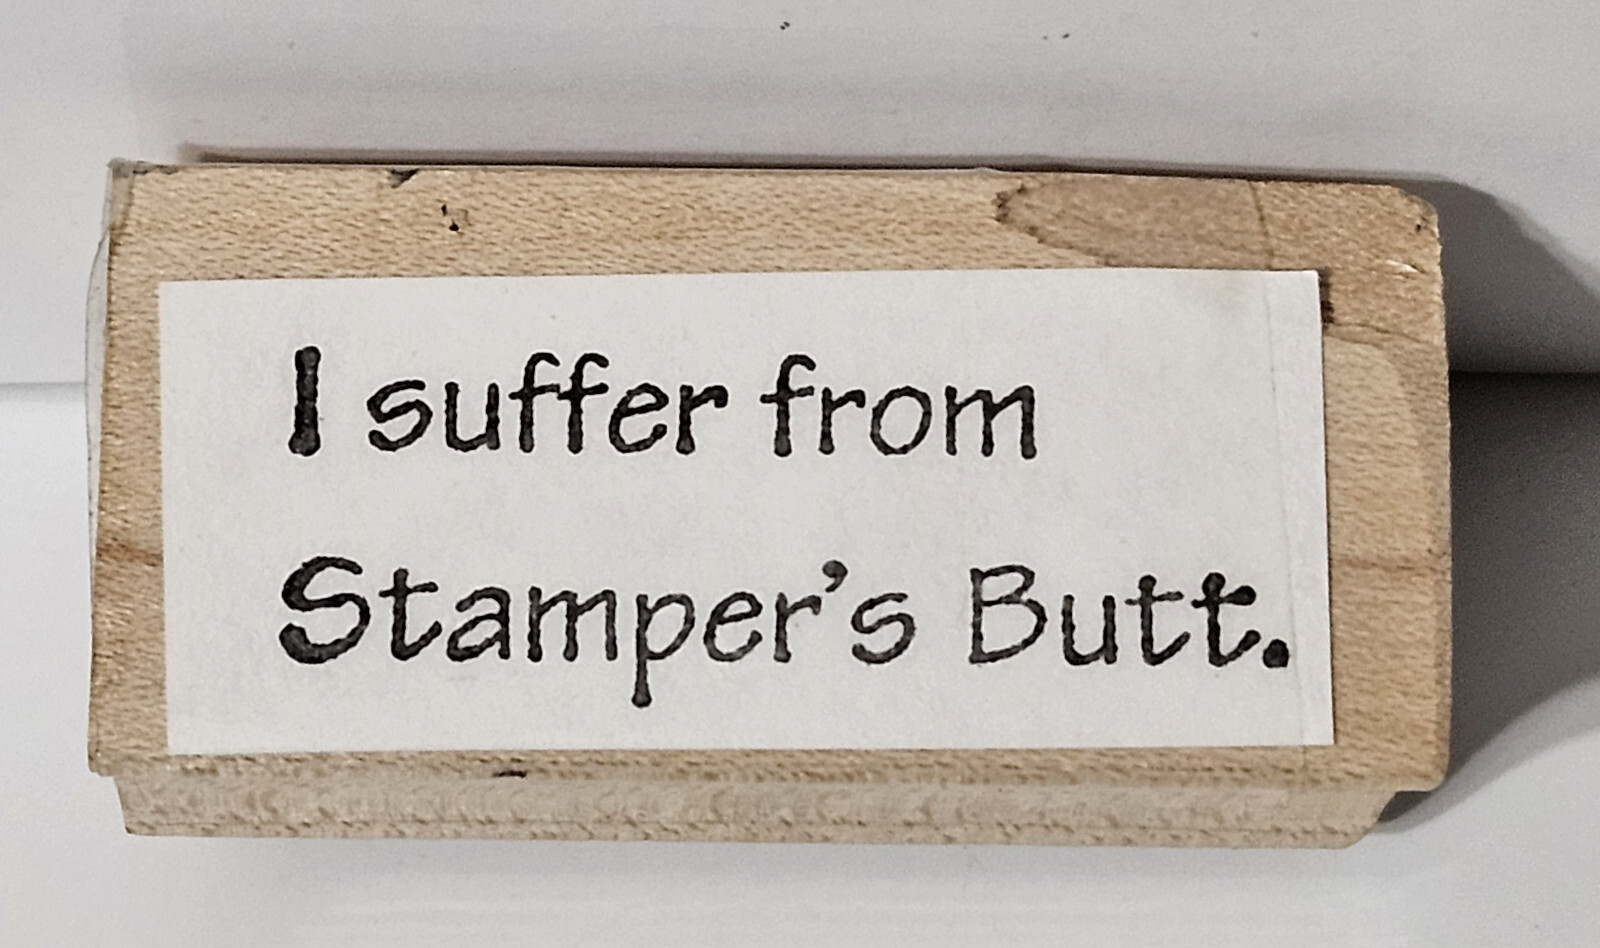 I suffer from
Stamper's Butt.